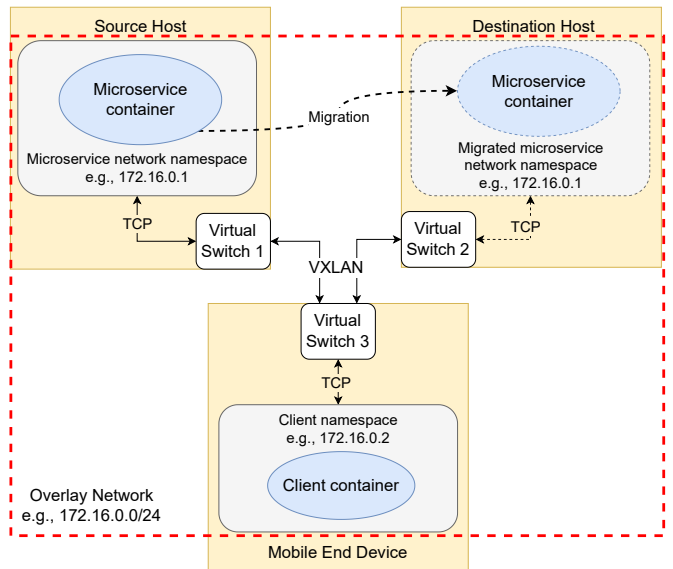 Source Host
Destination Host
Microservice
container
Microservice
container
Migration
Microservice network namespace
e.g., 172.16.0.1
Migrated microservice
network namespace
e.g., 172.16.0.1
TCP
Virtual
Switch 1
Virtual
Switch 2
TCP
VXLAN
Virtual
Switch 3
TCP
Client namespace
e.g., 172.16.0.2
Client container
Overlay Network
e.g., 172.16.0.0/24
Mobile End Device